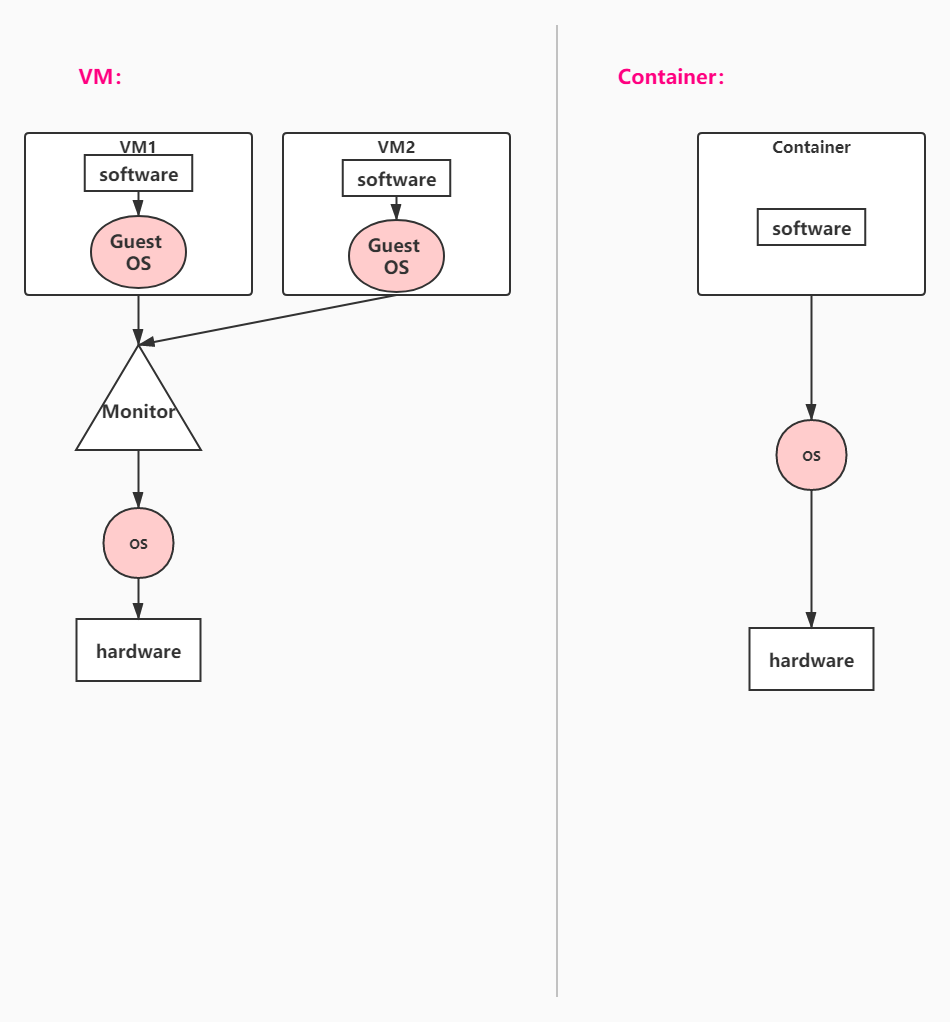 VM：
VM1
software
Guest
OS
VM2
software
Guest
OS
Monitor
OS
hardware
Container：
Container
software
OS
hardware